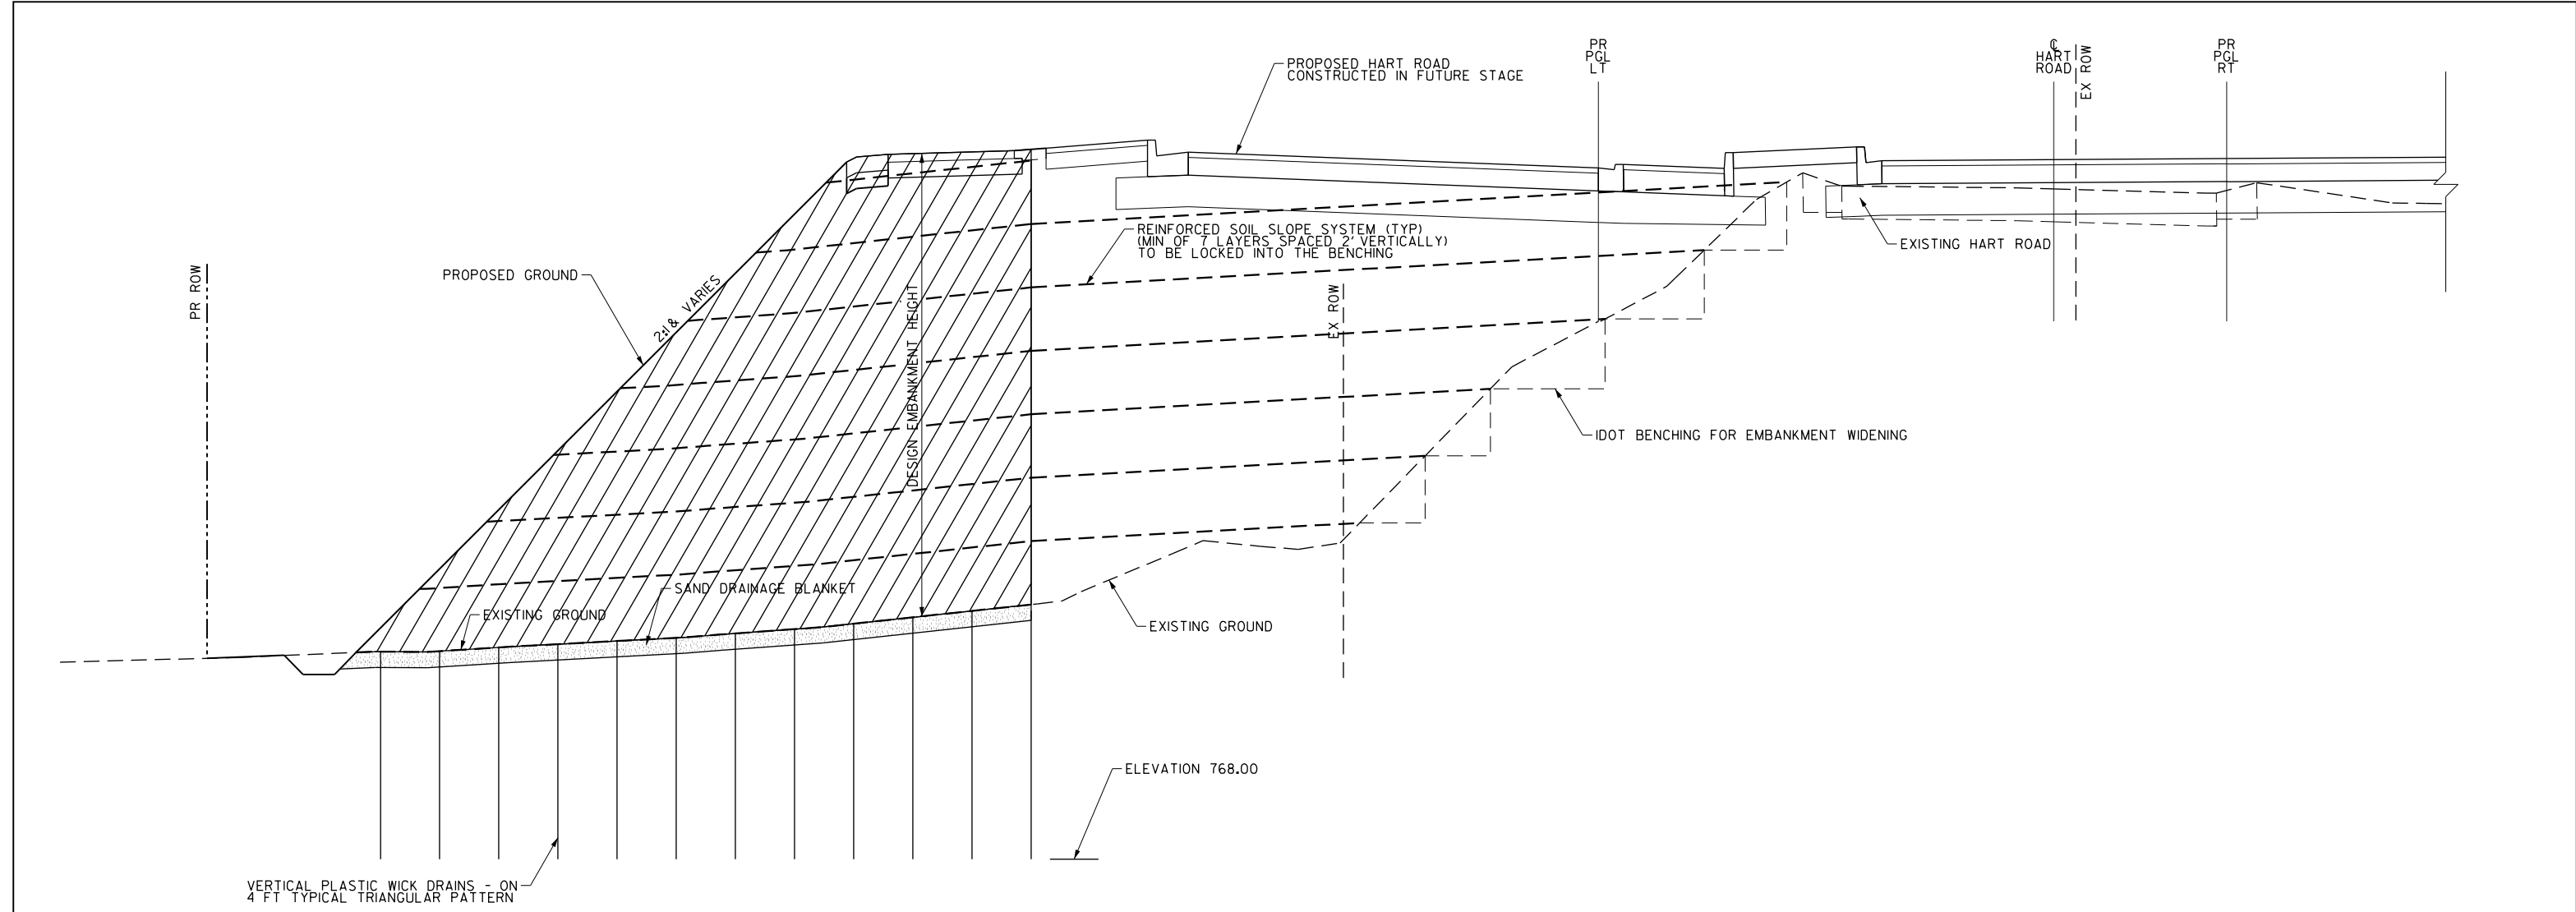 PR
PGL
LT
℄
HART
ROAD
EX ROW
PR
PGL
RT
PROPOSED HART ROAD
CONSTRUCTED IN FUTURE STAGE
REINFORCED SOIL SLOPE SYSTEM (TYP)
(MIN OF 7 LAYERS SPACED 2' VERTICALLY)
TO BE LOCKED INTO THE BENCHING
EXISTING HART ROAD
PR ROW
PROPOSED GROUND
2:1& VARIES
DESIGN EMBANKMENT HEIGHT
EX ROW
IDOT BENCHING FOR EMBANKMENT WIDENING
SAND DRAINAGE BLANKET
EXISTING GROUND
EXISTING GROUND
ELEVATION 768.00
VERTICAL PLASTIC WICK DRAINS - ON
4 FT TYPICAL TRIANGULAR PATTERN